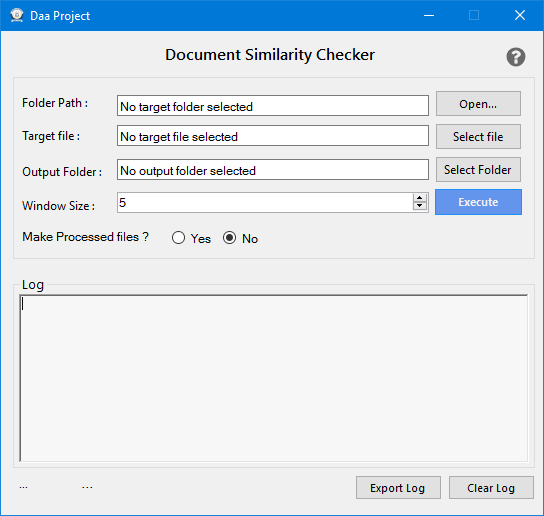 Daa Project
Document Similarity Checker
?
Folder Path : No target folder selected Open...
Target file : No target file selected Select file
Output Folder : No output folder selected Select Folder
Window Size : 5 Execute
Make Processed files ? Yes No
Log
... ...
Export Log Clear Log